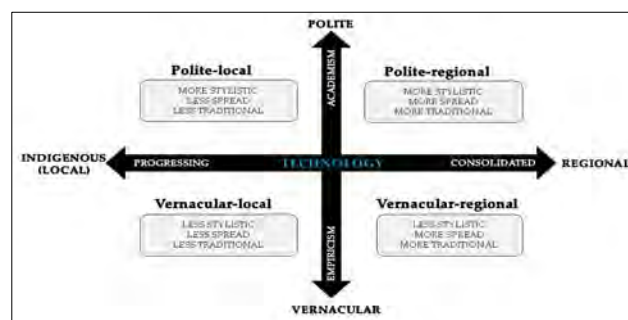 POLITE
ACADEMISM
Polite-local
MORE STYLISTIC
LESS SPREAD
LESS TRADITIONAL
Polite-regional
MORE STYLISTIC
MORE SPREAD
MORE TRADITIONAL
INDIGENOUS
(LOCAL)
PROGRESSING
TECHNOLOGY
CONSOLIDATED
REGIONAL
Vernacular-local
LESS STYLISTIC
LESS SPREAD
LESS TRADITIONAL
Vernacular-regional
LESS STYLISTIC
MORE SPREAD
MORE TRADITIONAL
EMPIRICISM
VERNACULAR